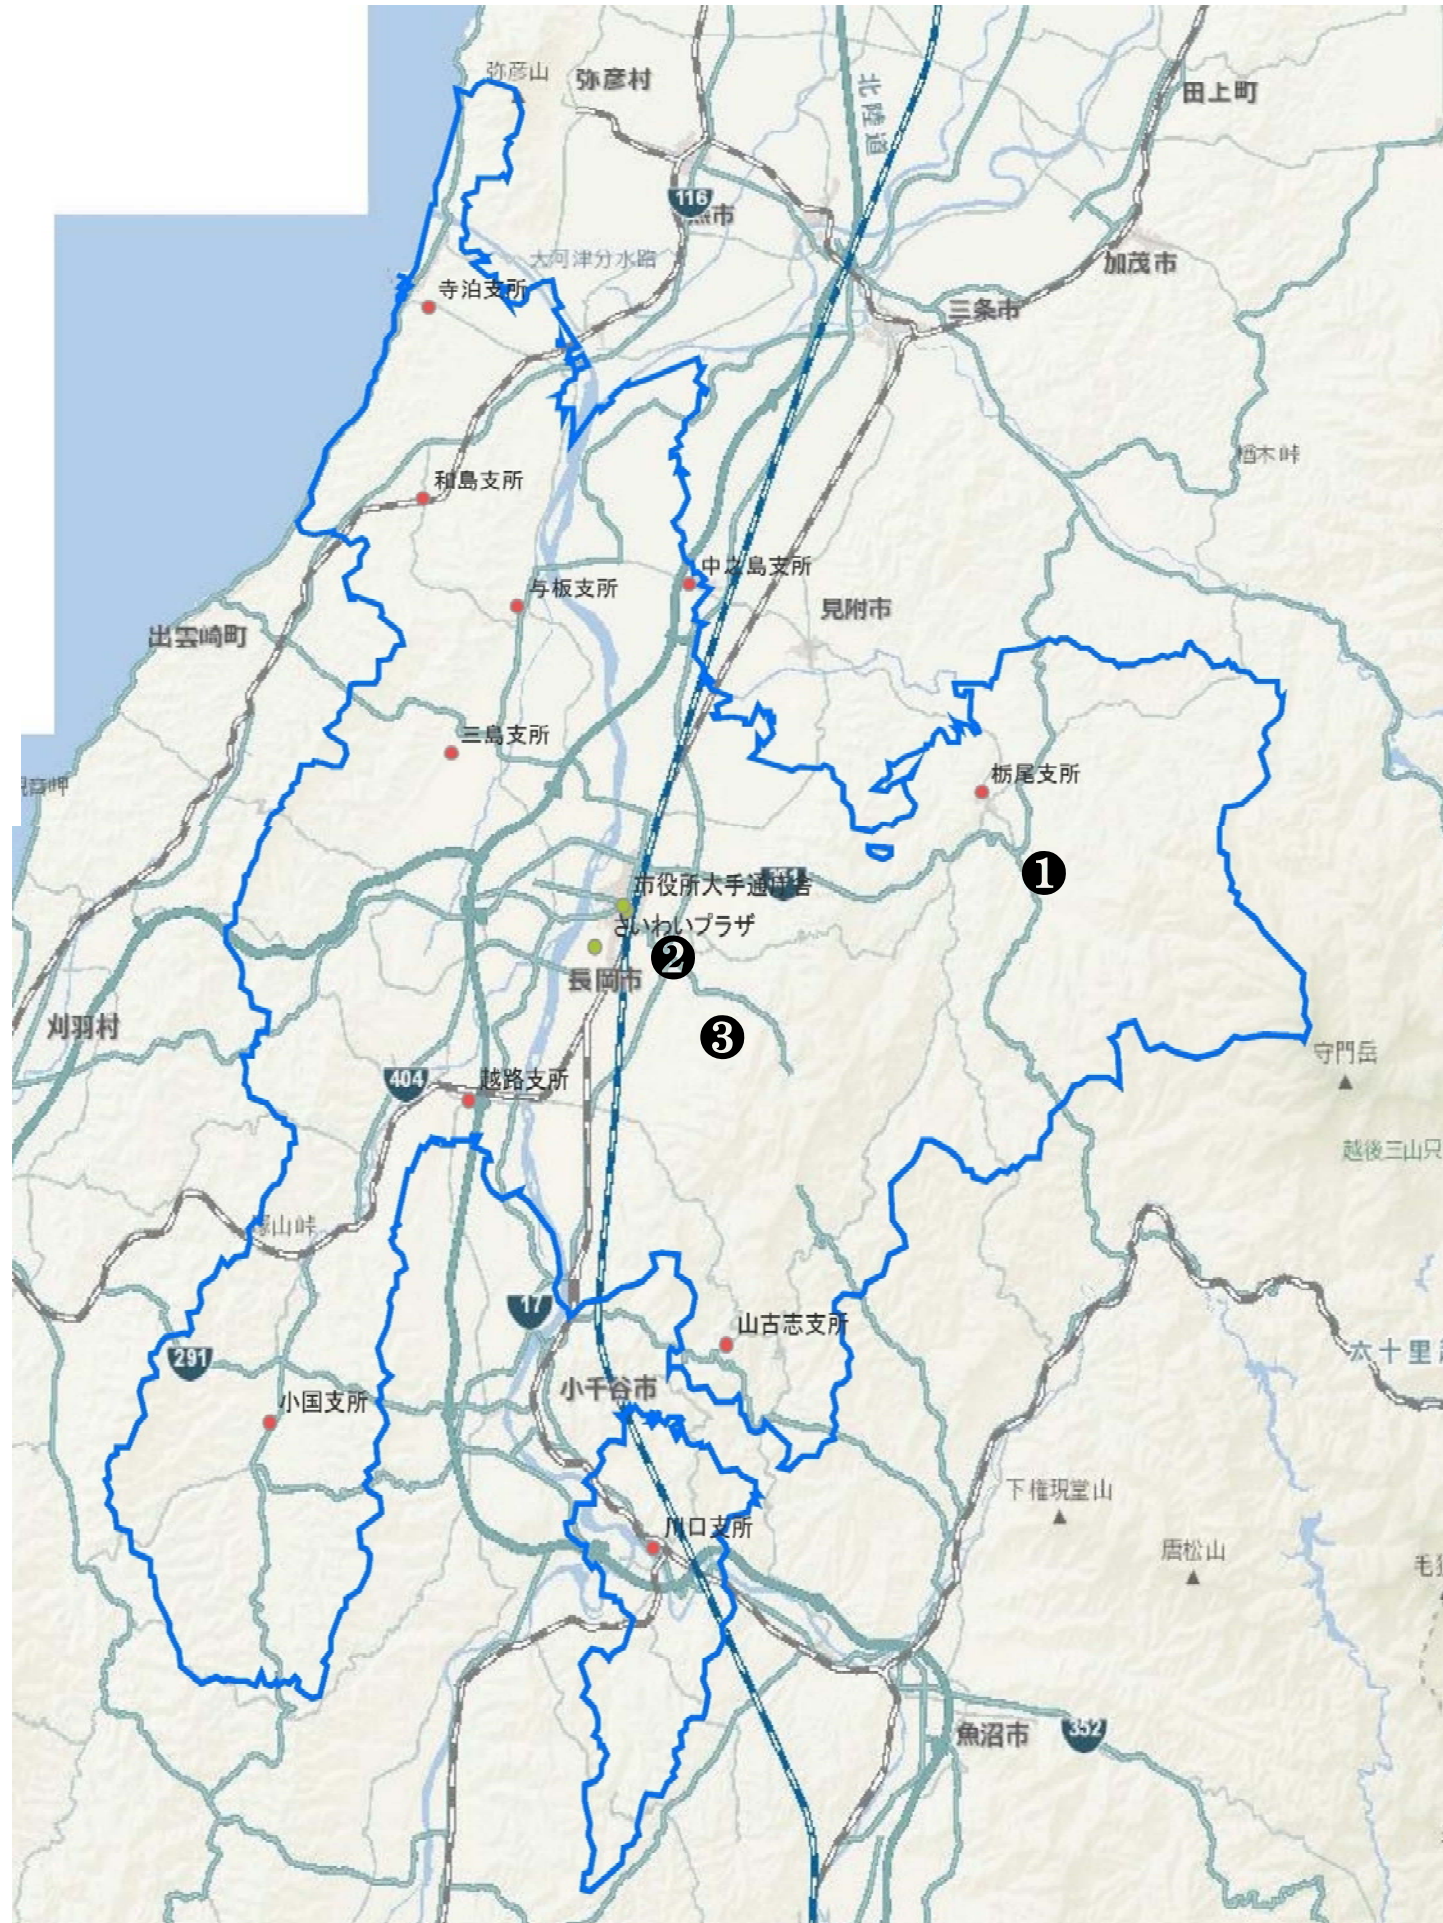 弥彦山
弥彦村
田上町
北陸道
116
大河津分水路
加茂市
寺泊支所
三条市
和島支所
中之島支所
与板支所
見附市
出雲崎町
三島支所
栃尾支所
市役所大手通庁舎
❶
さいわいプラザ
❷
長岡市
❸
刈羽村
守門岳
404
越路支所
越後三山只
塚山峠
17
山古志支所
291
六十里
小千谷市
小国支所
下権現堂山
川口支所
唐松山
魚沼市
352